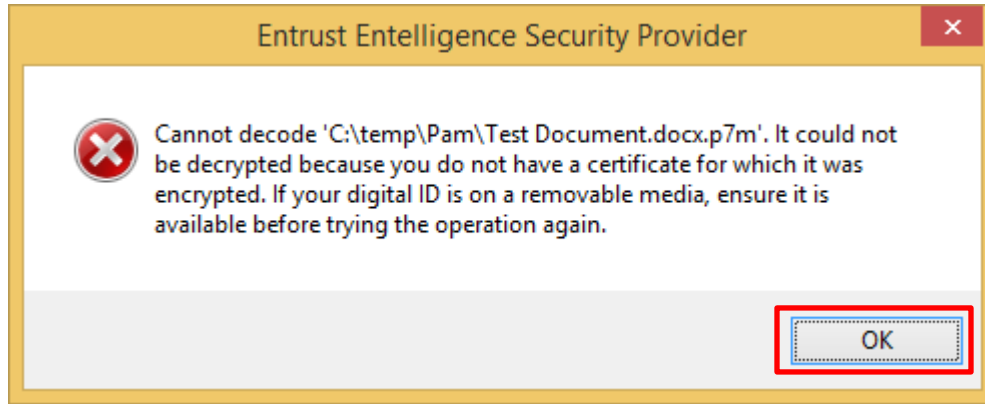 Entrust Entelligence Security Provider
Cannot decode 'C:\temp\Pam\Test Document.docx.p7m'. It could not
be decrypted because you do not have a certificate for which it was
encrypted. If your digital ID is on a removable media, ensure it is
available before trying the operation again.
OK